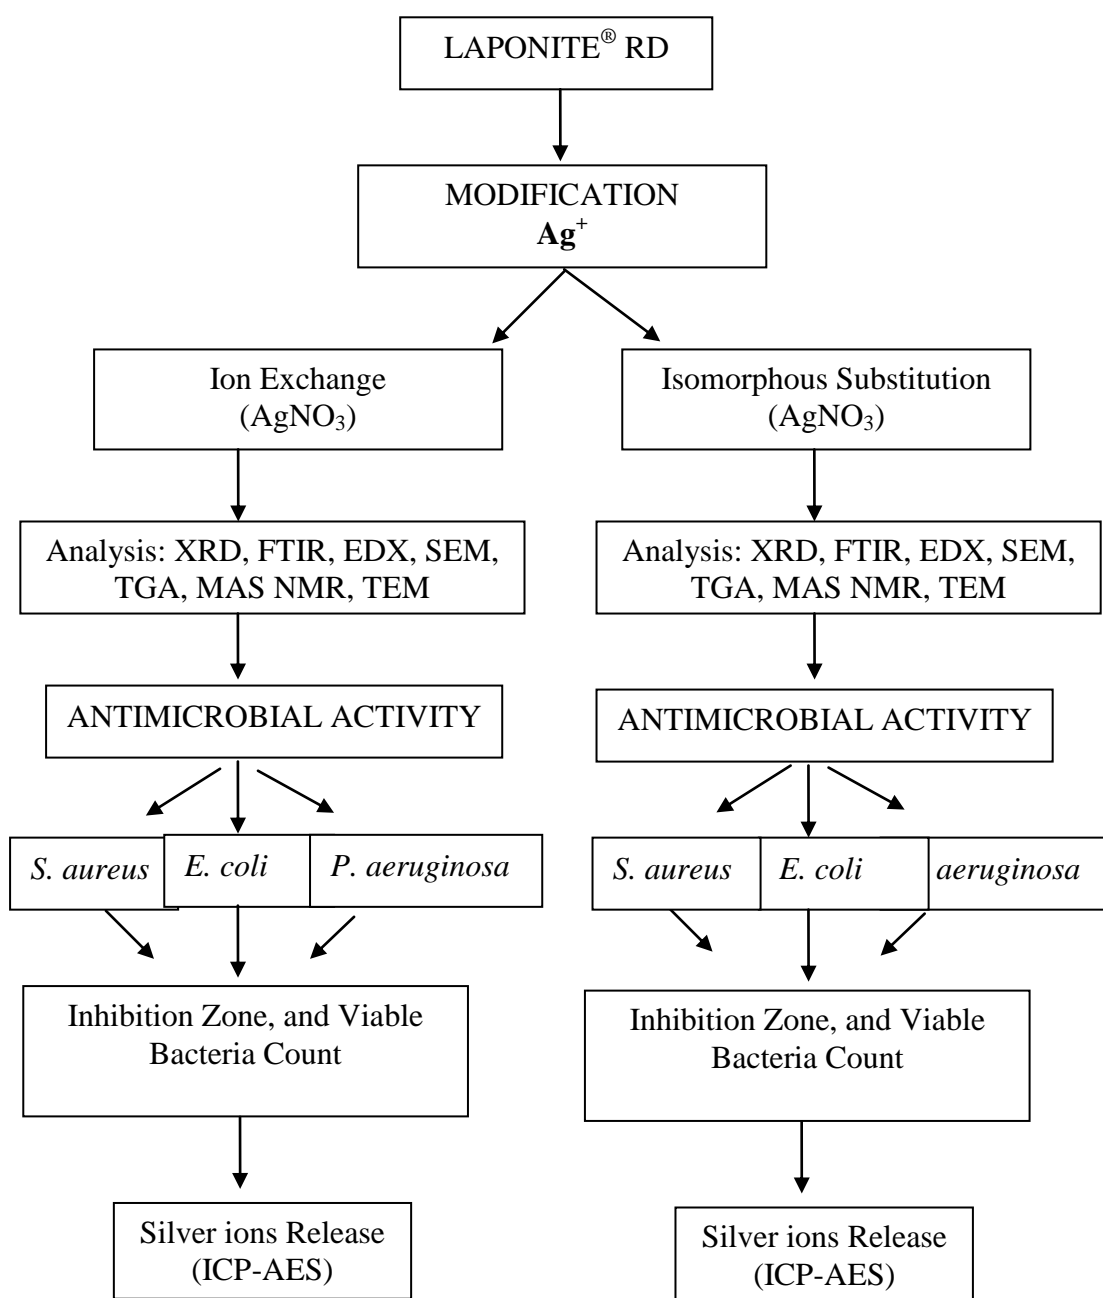 LAPONITE® RD
MODIFICATION
Ag⁺
Ion Exchange
(AgNO₃)
Isomorphous Substitution
(AgNO₃)
Analysis: XRD, FTIR, EDX, SEM,
TGA, MAS NMR, TEM
Analysis: XRD, FTIR, EDX, SEM,
TGA, MAS NMR, TEM
ANTIMICROBIAL ACTIVITY
ANTIMICROBIAL ACTIVITY
S. aureus
E. coli
P. aeruginosa
S. aureus
E. coli
aeruginosa
Inhibition Zone, and Viable
Bacteria Count
Inhibition Zone, and Viable
Bacteria Count
Silver ions Release
(ICP-AES)
Silver ions Release
(ICP-AES)